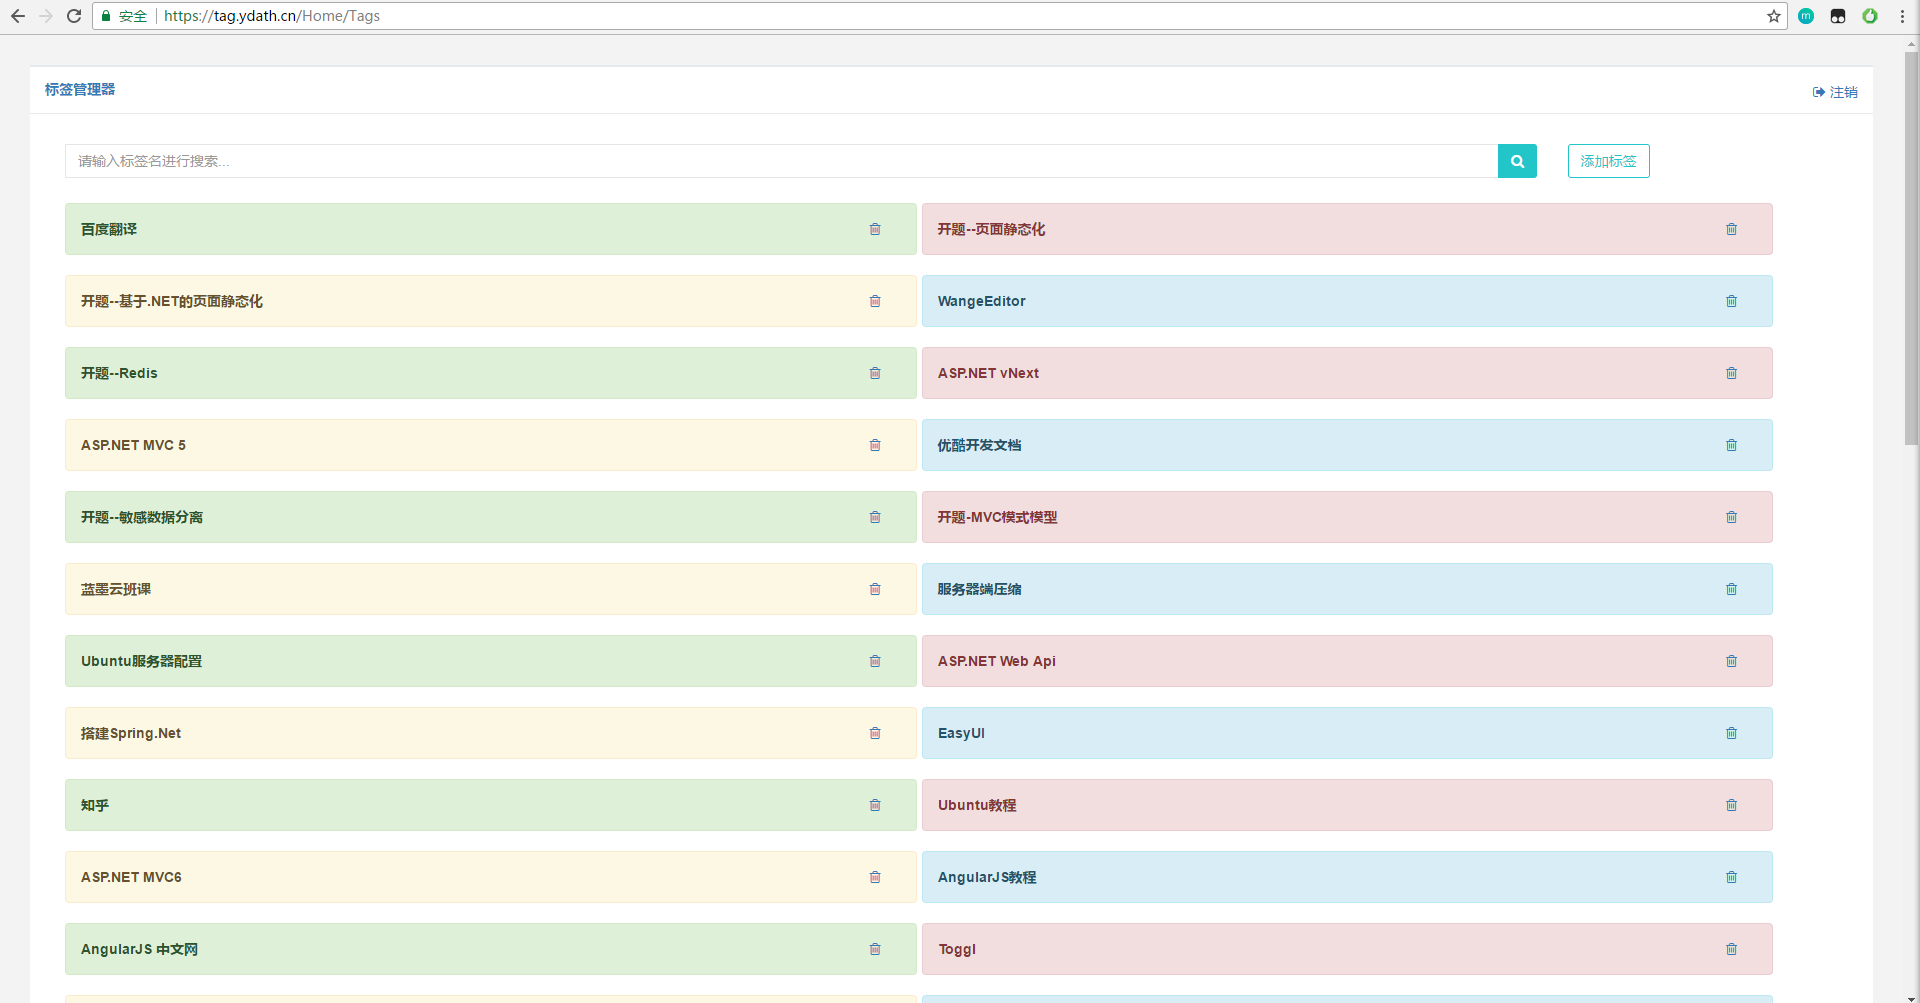 安全 https://tag.ydath.cn/Home/Tags
m
标签管理器
注销
请输入标签名进行搜索...
添加标签
百度翻译
开题--页面静态化
开题--基于.NET的页面静态化
WangeEditor
开题--Redis
ASP.NET vNext
ASP.NET MVC 5
优酷开发文档
开题--敏感数据分离
开题-MVC模式模型
蓝墨云班课
服务器端压缩
Ubuntu服务器配置
ASP.NET Web Api
搭建Spring.Net
EasyUI
知乎
Ubuntu教程
ASP.NET MVC6
AngularJS教程
AngularJS 中文网
Toggl